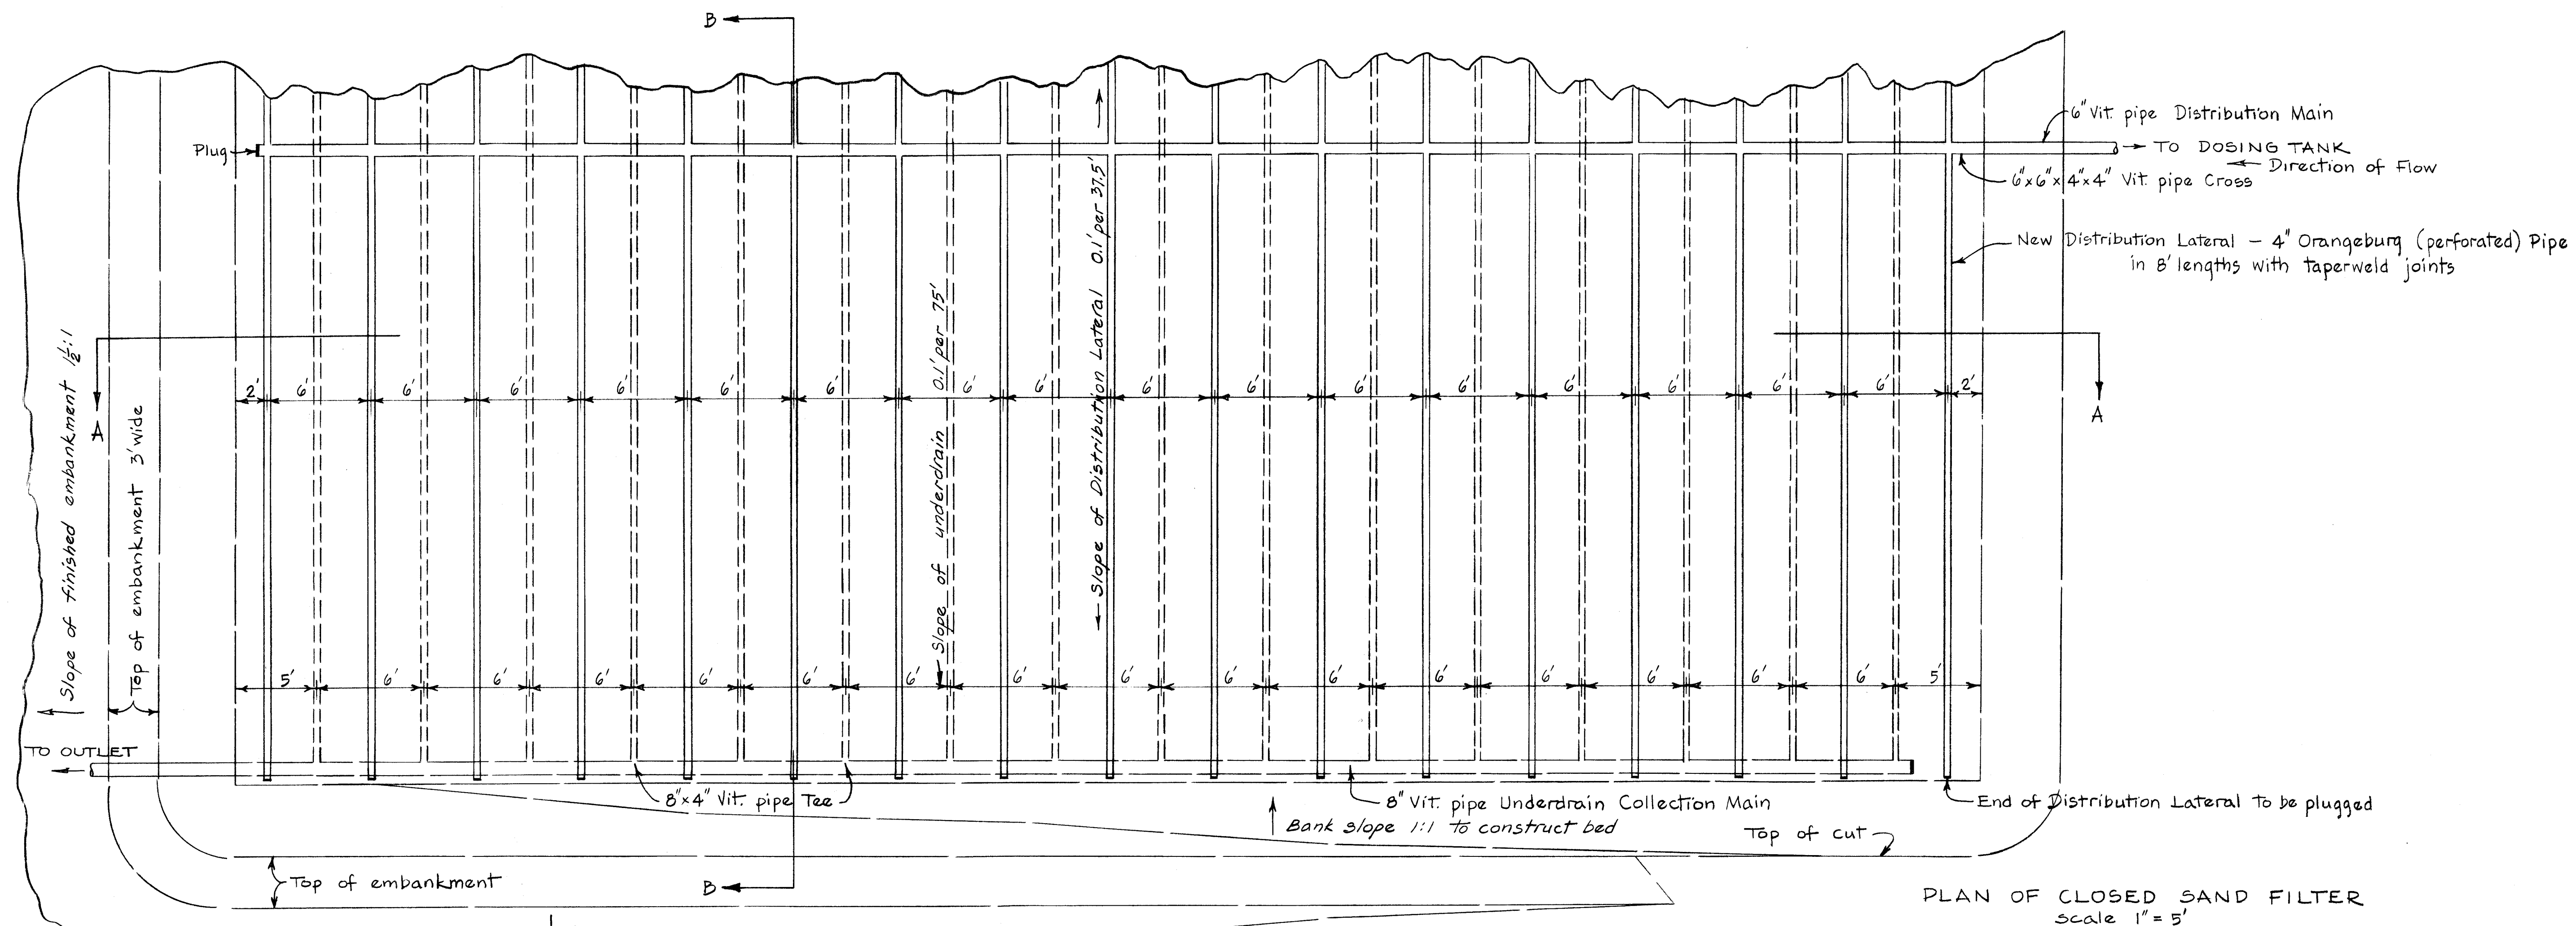 B
6" Vit. pipe Distribution Main
Plug
TO DOSING TANK
Direction of Flow
6"x6"x4"x4" Vit. pipe Cross
New Distribution Lateral – 4" Orangeburg (perforated) Pipe
in 8' lengths with taperweld joints
Slope of finished embankment 1½:1
Top of embankment 3' wide
Slope of underdrain 0.1' per 75'
Slope of Distribution Lateral 0.1' per 37.5'
A
A
2' 6' 6' 6' 6' 6' 6' 6' 6' 6' 6' 6' 6' 6' 6' 6' 6' 2'
5' 6' 6' 6' 6' 6' 6' 6' 6' 6' 6' 6' 6' 6' 6' 6' 5'
TO OUTLET
8"x4" Vit. pipe Tee
8" Vit. pipe Underdrain Collection Main
End of Distribution Lateral to be plugged
Bank slope 1:1 to construct bed
Top of cut
Top of embankment
B
PLAN OF CLOSED SAND FILTER
Scale 1" = 5'